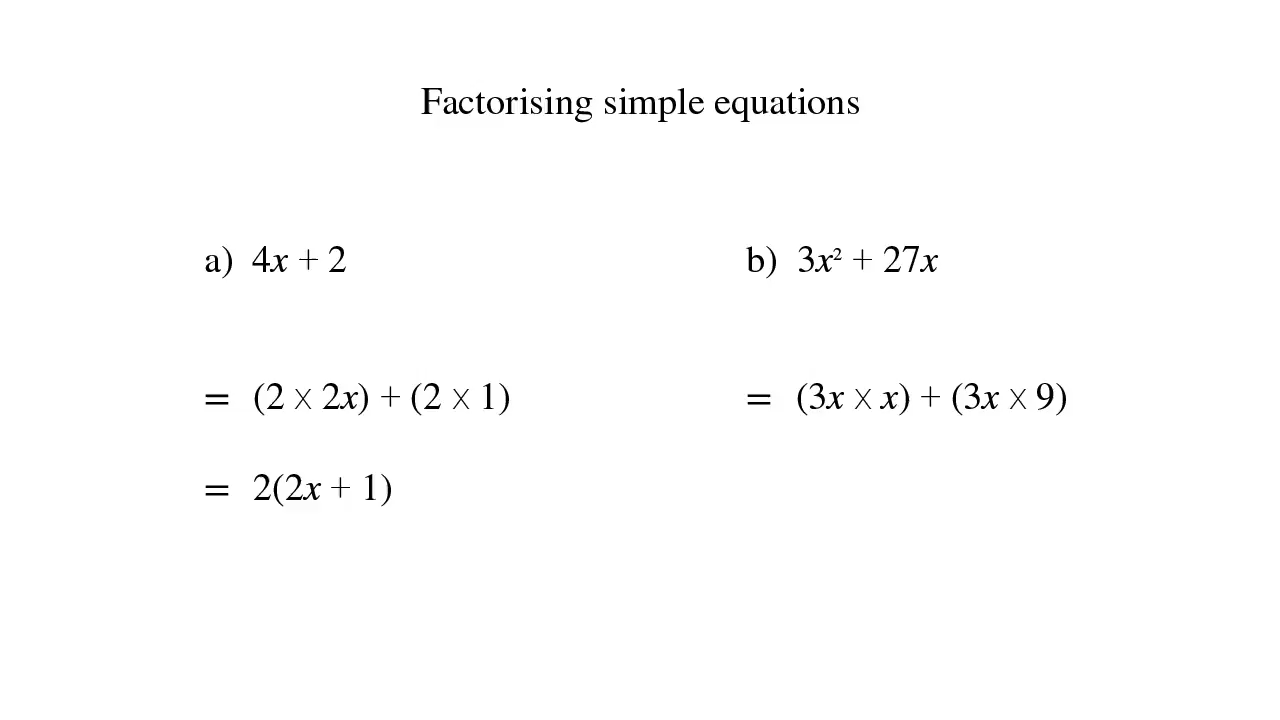 Factorising simple equations
a) 4x + 2
= (2 × 2x) + (2 × 1)
= 2(2x + 1)
b) 3x² + 27x
= (3x × x) + (3x × 9)